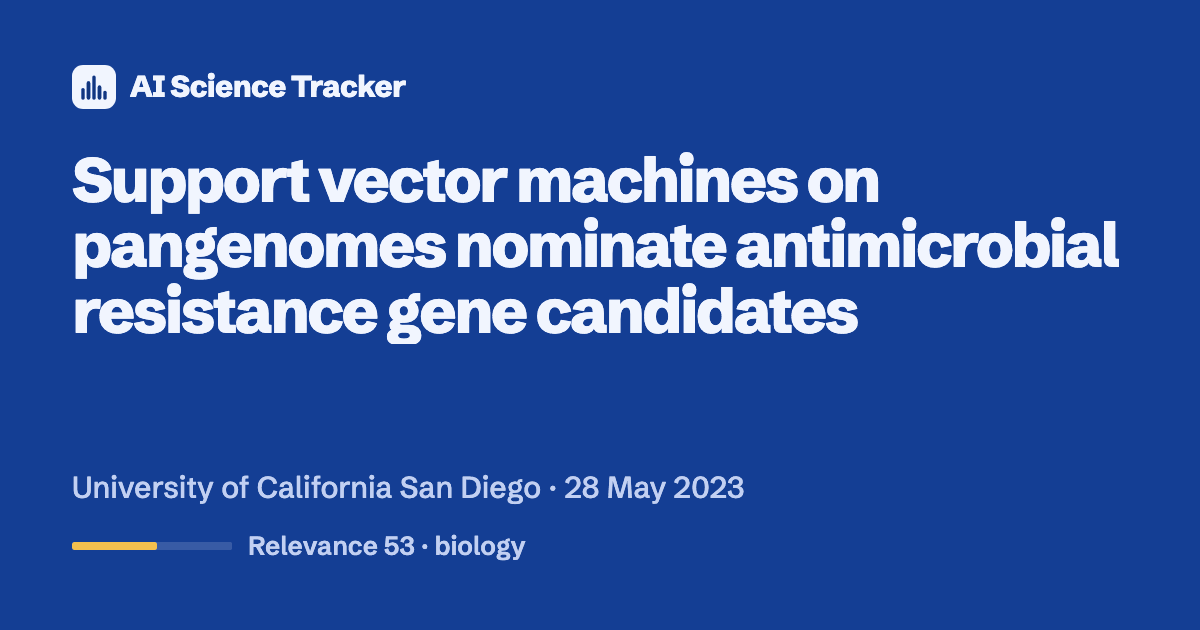 AI Science Tracker
Support vector machines on
pangenomes nominate antimicrobial
resistance gene candidates
University of California San Diego · 28 May 2023
Relevance 53 · biology